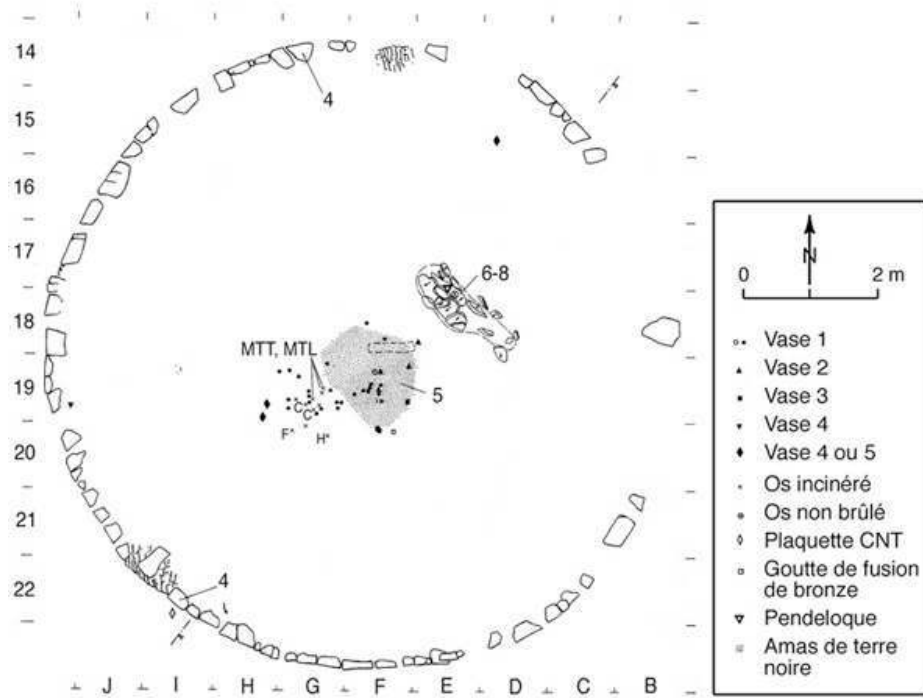 14
15
16
17
18
19
20
21
22
4
6-8
MTT, MTL
5
C
C
F
H
4
J I H G F E D C B
N
0 2 m
Vase 1
Vase 2
Vase 3
Vase 4
Vase 4 ou 5
Os incinéré
Os non brûlé
Plaquette CNT
Goutte de fusion
de bronze
Pendeloque
Amas de terre
noire